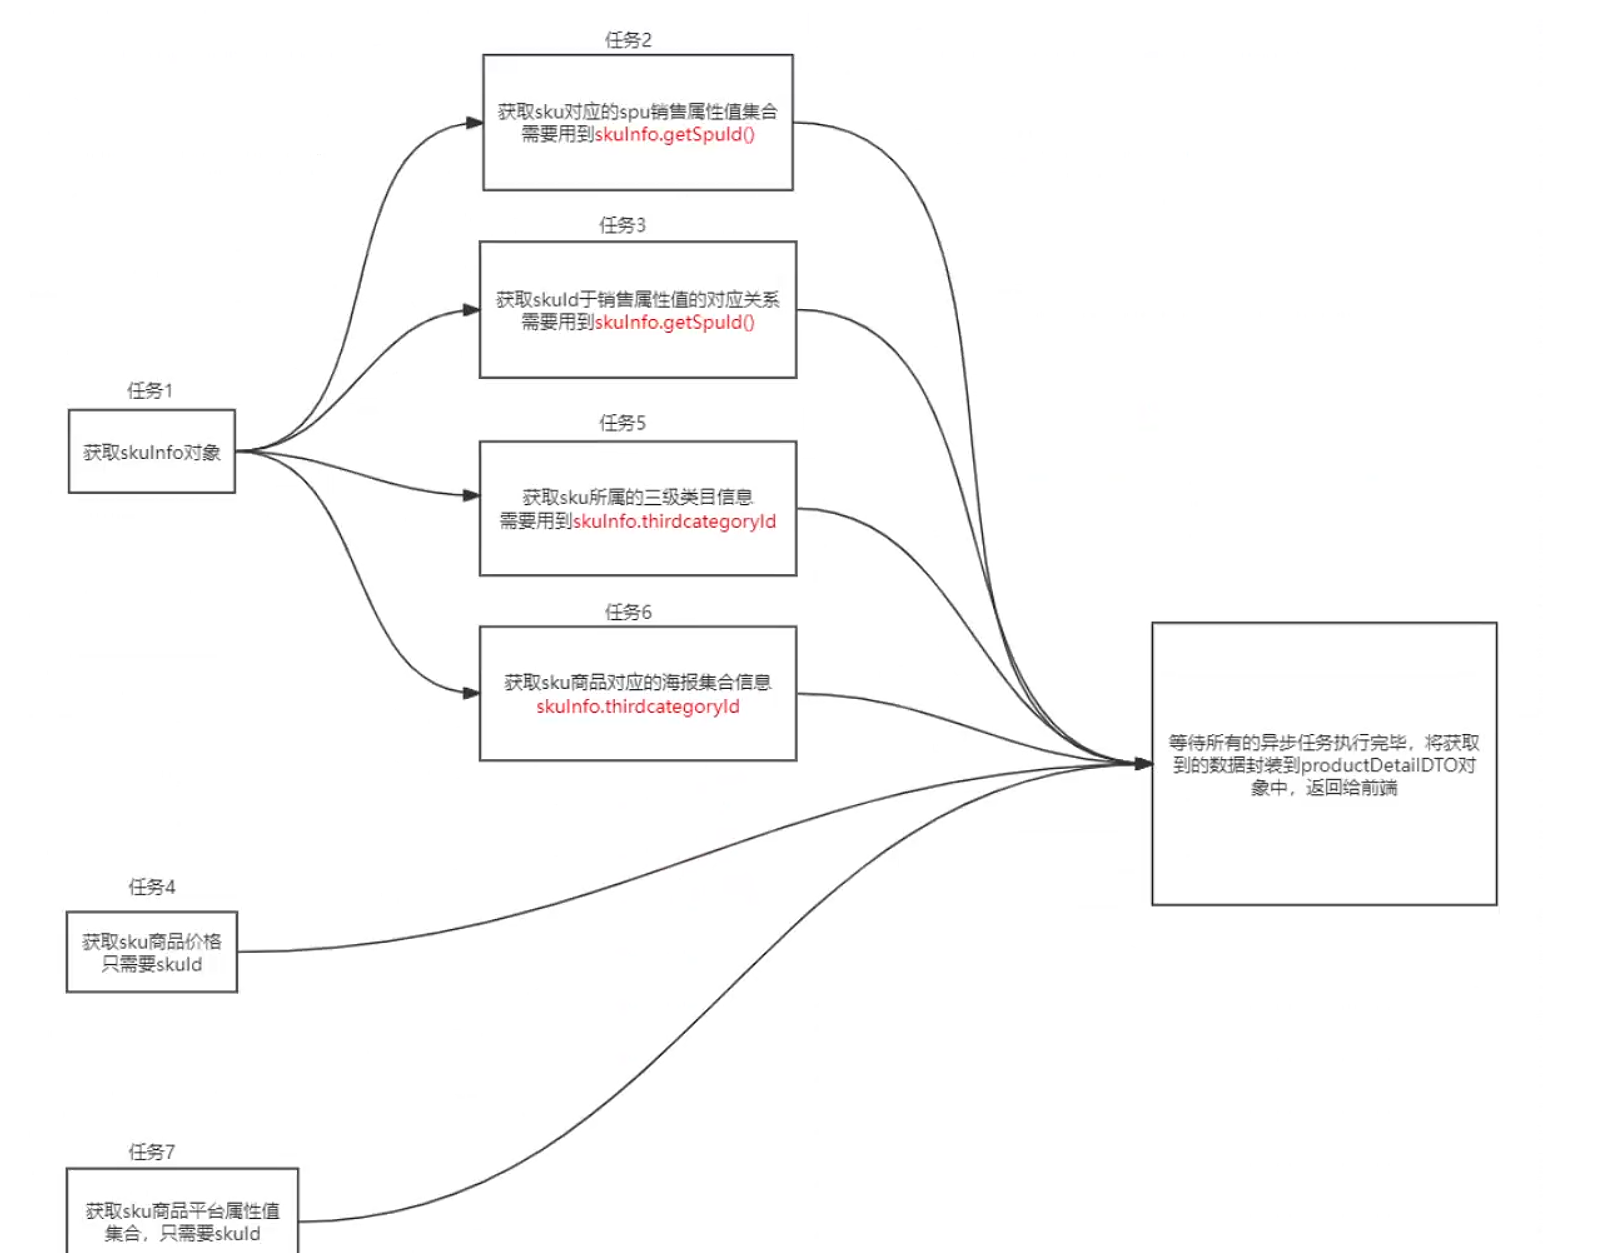 任务2
获取sku对应的spu销售属性值集合
需要用到skuInfo.getSpuId()
任务3
获取skuId于销售属性值的对应关系
需要用到skuInfo.getSpuId()
任务1
获取skuInfo对象
任务5
获取sku所属的三级类目信息
需要用到skuInfo.thirdcategoryId
任务6
获取sku商品对应的海报集合信息
skuInfo.thirdcategoryId
等待所有的异步任务执行完毕，将获取
到的数据封装到productDetailDTO对
象中，返回给前端
任务4
获取sku商品价格
只需要skuId
任务7
获取sku商品平台属性值
集合，只需要skuId